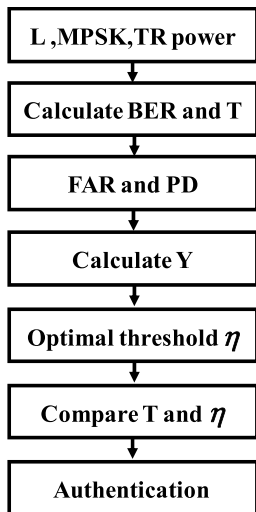 L ,MPSK,TR power
Calculate BER and T
FAR and PD
Calculate Y
Optimal threshold η
Compare T and η
Authentication